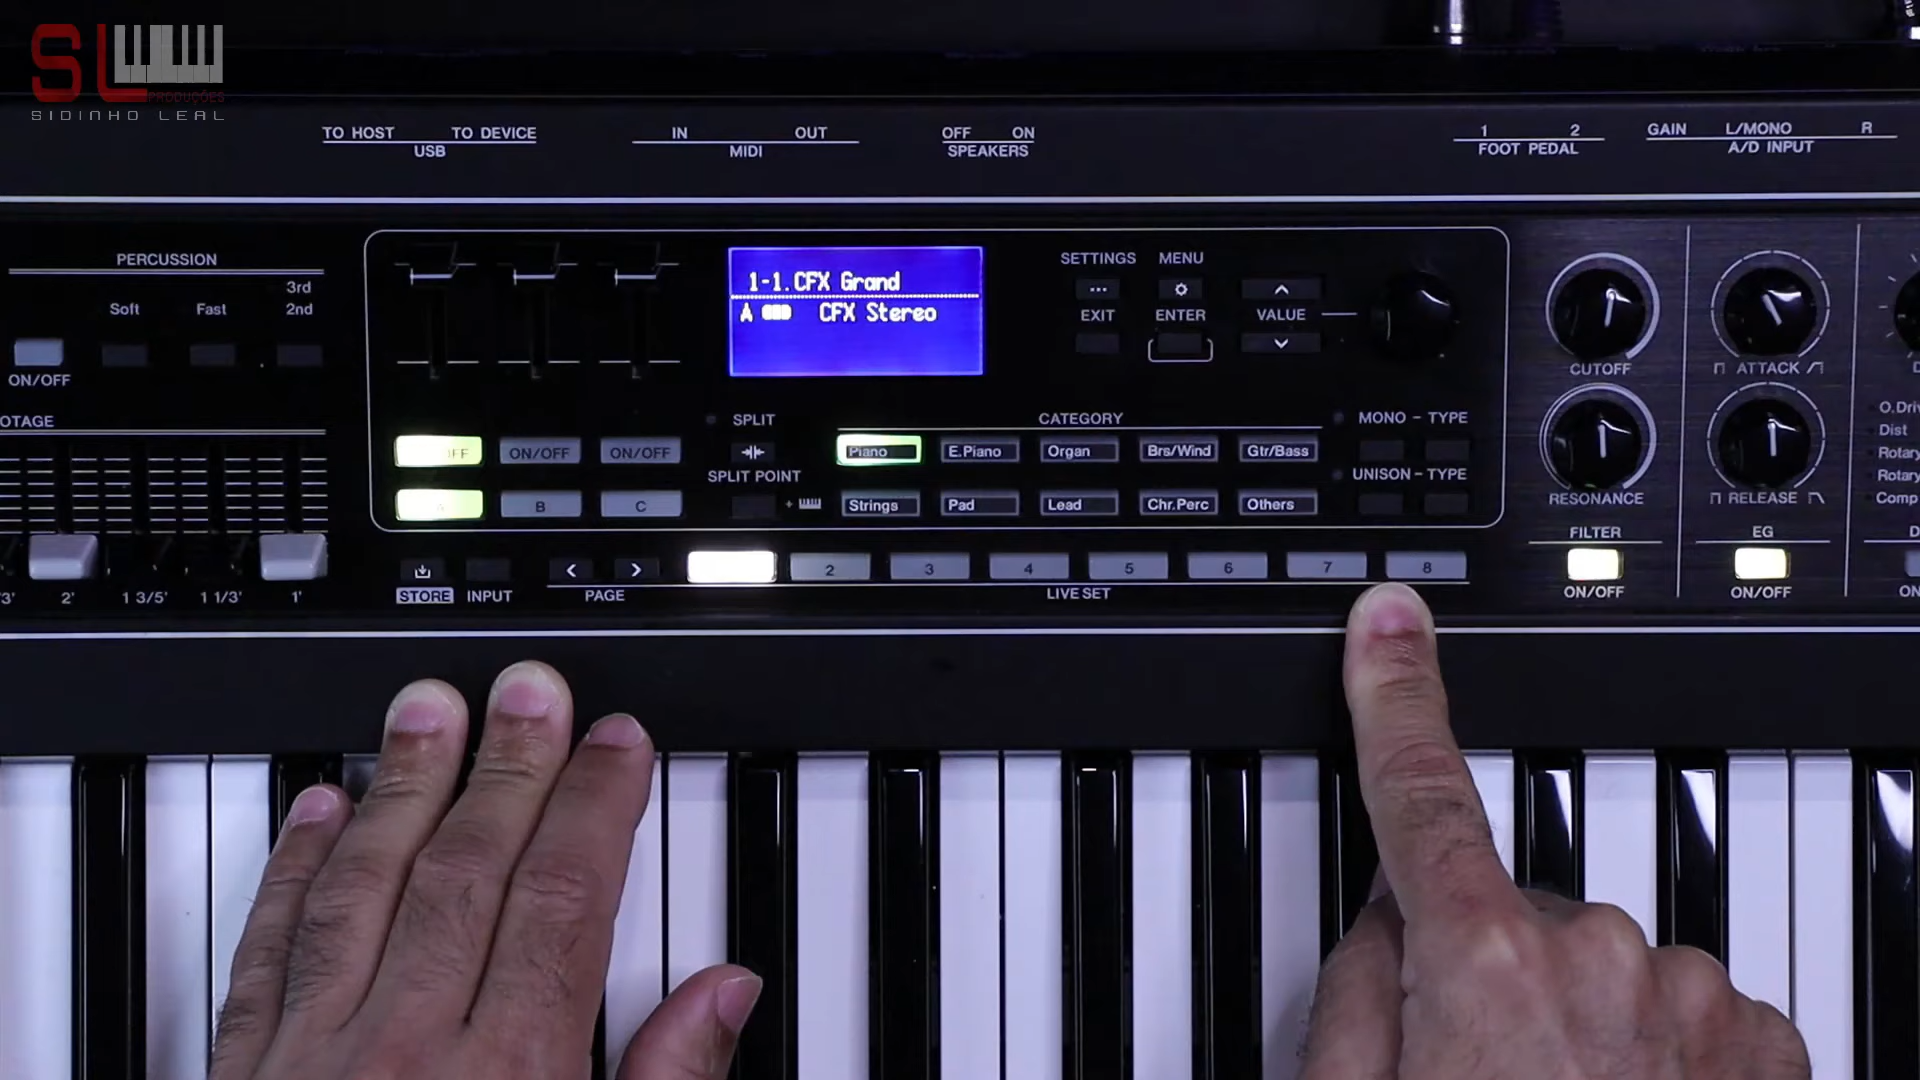 SL
PRODUÇÕES
SIDINHO LEAL
TO HOST TO DEVICE
USB
IN OUT
MIDI
OFF ON
SPEAKERS
1 2
FOOT PEDAL
GAIN L/MONO R
A/D INPUT
PERCUSSION
3rd
Soft Fast 2nd
ON/OFF
OTAGE
2' 1 3/5' 1 1/3' 1'
1-1.CFX Grand
A CFX Stereo
SETTINGS MENU
EXIT ENTER VALUE
SPLIT
SPLIT POINT
ON/OFF ON/OFF
A B C
CATEGORY
Piano E.Piano Organ Brs/Wind Gtr/Bass
Strings Pad Lead Chr.Perc Others
MONO - TYPE
UNISON - TYPE
STORE INPUT
< > 2 3 4 5 6 7 8
PAGE LIVE SET
CUTOFF
RESONANCE
FILTER
ON/OFF
ATTACK
RELEASE
EG
ON/OFF
O.Dri
Dist
Rotary
Rotar
Comp